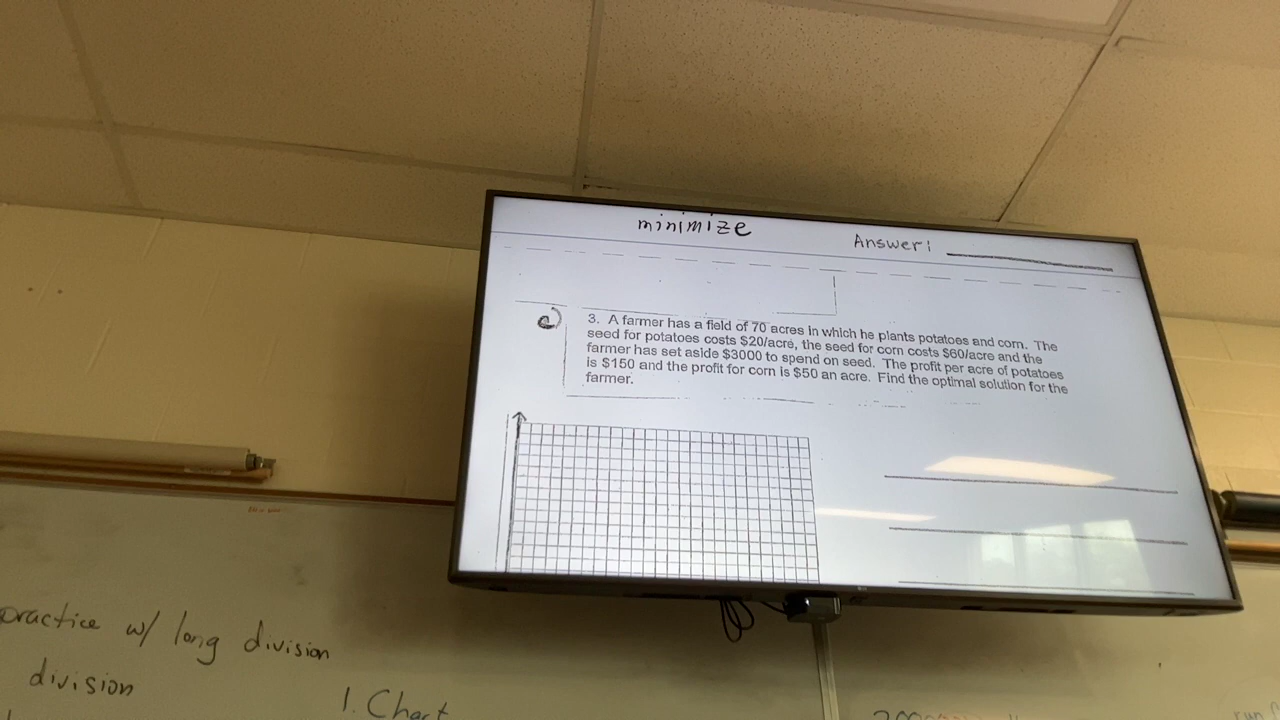 minimize
Answer:
3. A farmer has a field of 70 acres in which he plants potatoes and corn. The
seed for potatoes costs $20/acre, the seed for corn costs $60/acre and the
farmer has set aside $3000 to spend on seed. The profit per acre of potatoes
is $150 and the profit for corn is $50 an acre. Find the optimal solution for the
farmer.
practice w/ long division
division
1. Chart